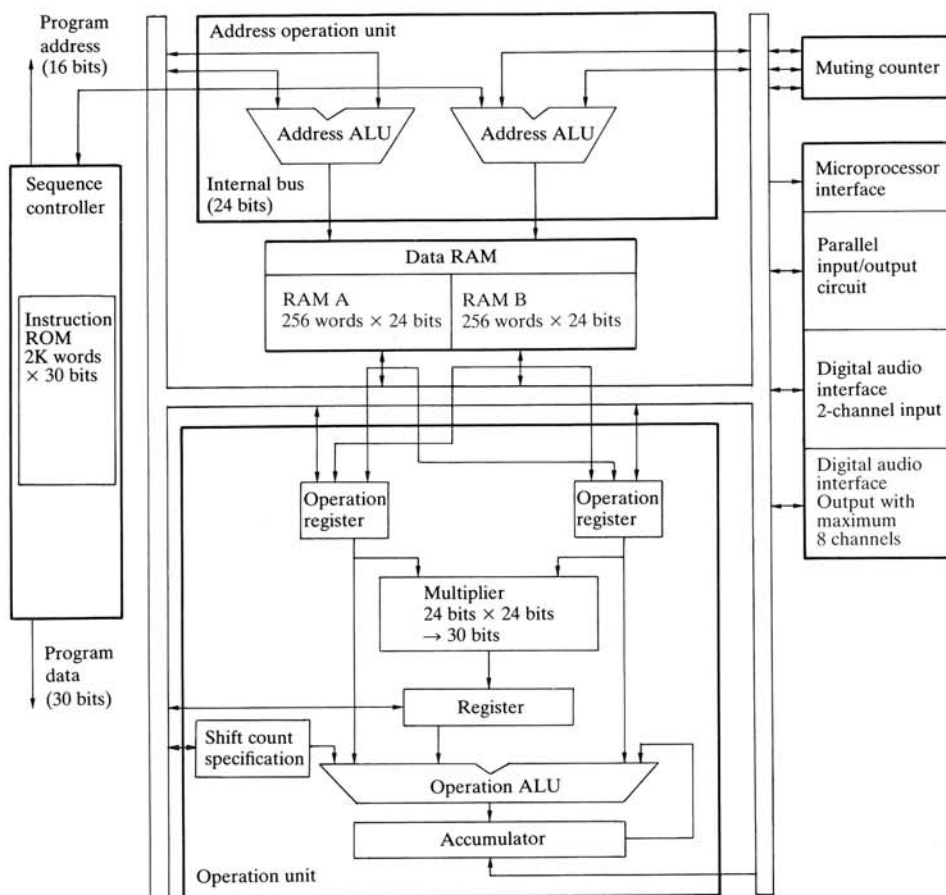 Program
address
(16 bits)
Address operation unit
Muting counter
Address ALU
Address ALU
Internal bus
(24 bits)
Sequence
controller
Microprocessor
interface
Data RAM
Parallel
input/output
circuit
RAM A
256 words × 24 bits
RAM B
256 words × 24 bits
Instruction
ROM
2K words
× 30 bits
Digital audio
interface
2-channel input
Digital audio
interface
Output with
maximum
8 channels
Operation
register
Operation
register
Multiplier
24 bits × 24 bits
→ 30 bits
Program
data
(30 bits)
Register
Shift count
specification
Operation ALU
Accumulator
Operation unit